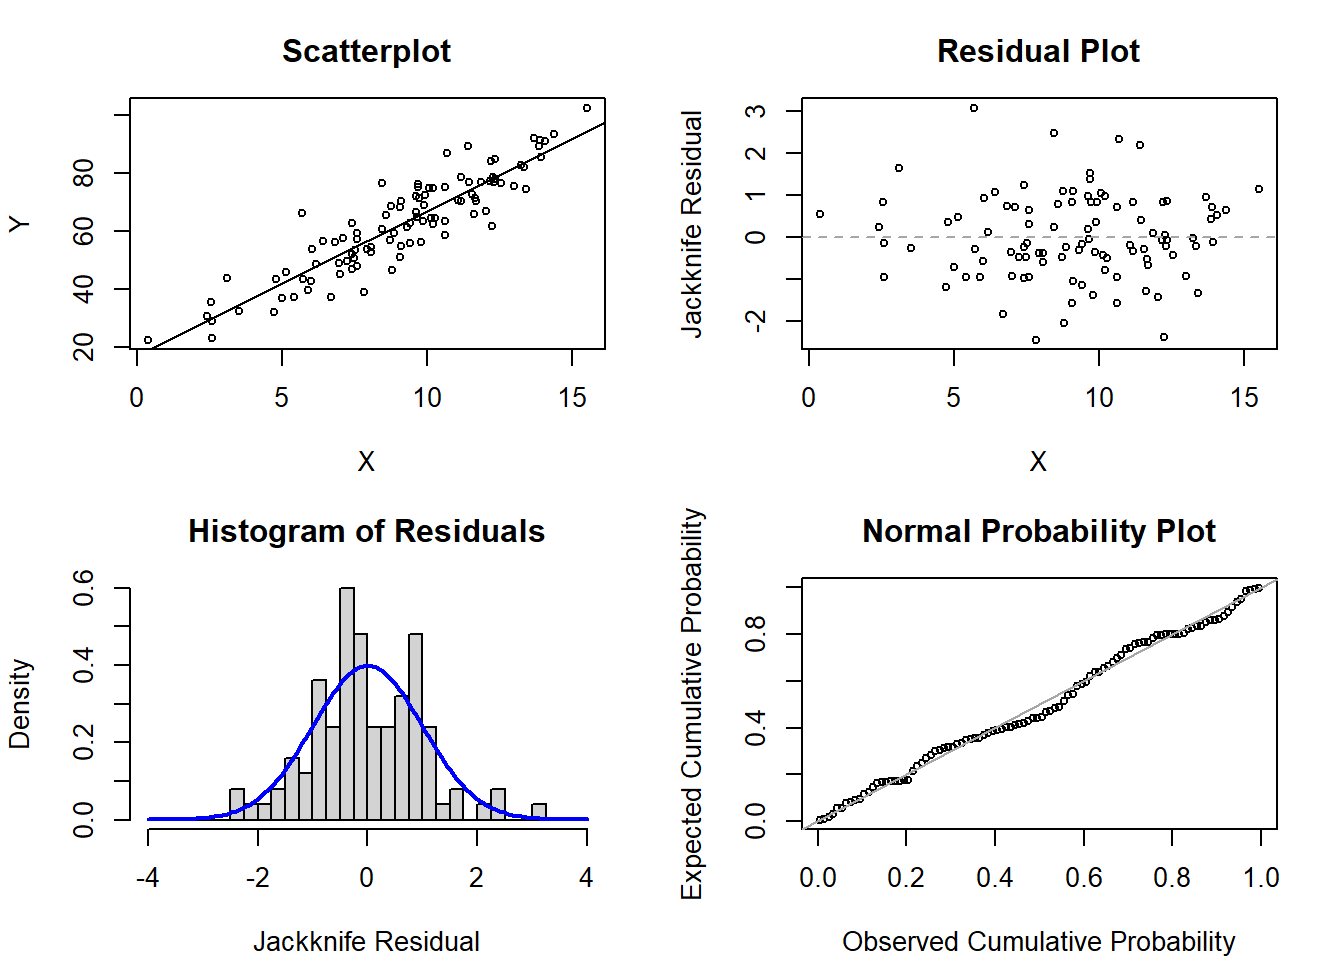 Scatterplot
Y
20 40 60 80
0 5 10 15
X
Residual Plot
Jackknife Residual
-2 0 1 2 3
0 5 10 15
X
Histogram of Residuals
Density
0.0 0.2 0.4 0.6
-4 -2 0 2 4
Jackknife Residual
Normal Probability Plot
Expected Cumulative Probability
0.0 0.4 0.8
0.0 0.2 0.4 0.6 0.8 1.0
Observed Cumulative Probability